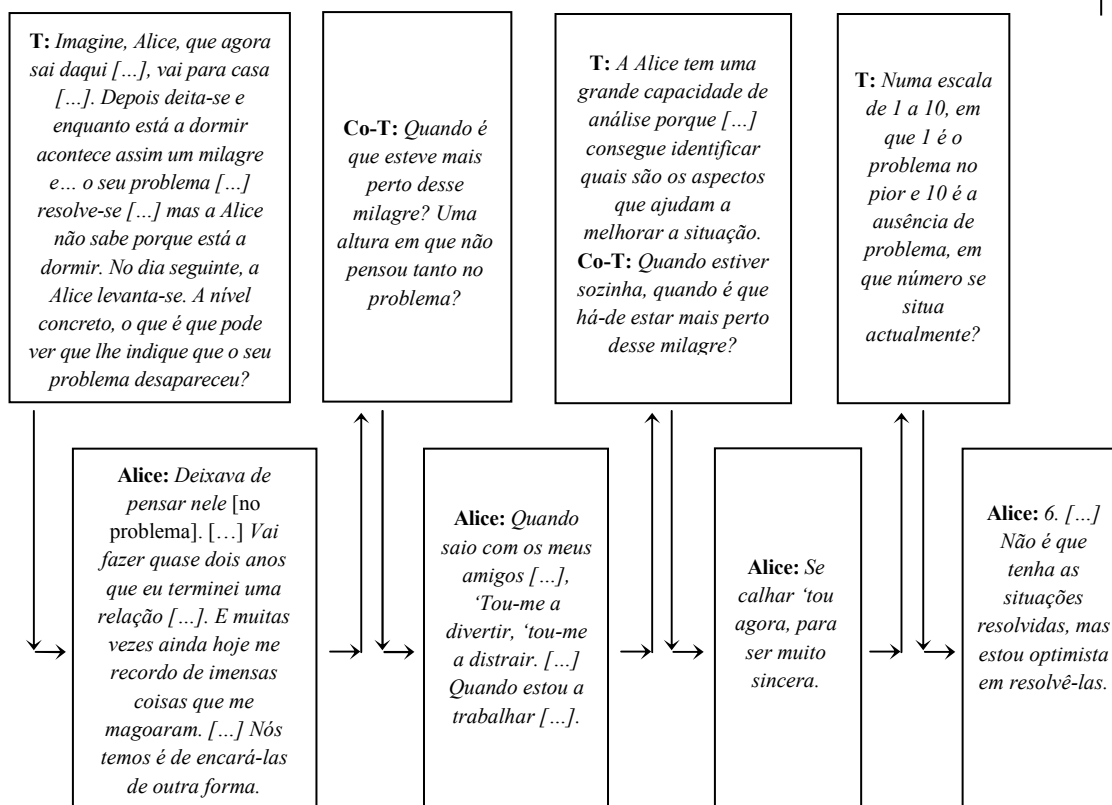 T: Imagine, Alice, que agora
sai daqui […], vai para casa
[…]. Depois deita-se e
enquanto está a dormir
acontece assim um milagre
e… o seu problema […]
resolve-se […] mas a Alice
não sabe porque está a
dormir. No dia seguinte, a
Alice levanta-se. A nível
concreto, o que é que pode
ver que lhe indique que o seu
problema desapareceu?
Alice: Deixava de
pensar nele [no
problema]. […] Vai
fazer quase dois anos
que eu terminei uma
relação […]. E muitas
vezes ainda hoje me
recordo de imensas
coisas que me
magoaram. […] Nós
temos é de encará-las
de outra forma.
Co-T: Quando é
que esteve mais
perto desse
milagre? Uma
altura em que não
pensou tanto no
problema?
Alice: Quando
saio com os meus
amigos […],
‘Tou-me a
divertir, ‘tou-me
a distrair. […]
Quando estou a
trabalhar […].
T: A Alice tem uma
grande capacidade de
análise porque […]
consegue identificar
quais são os aspectos
que ajudam a
melhorar a situação.
Co-T: Quando estiver
sozinha, quando é que
há-de estar mais perto
desse milagre?
Alice: Se
calhar ‘tou
agora, para
ser muito
sincera.
T: Numa escala
de 1 a 10, em
que 1 é o
problema no
pior e 10 é a
ausência de
problema, em
que número se
situa
actualmente?
Alice: 6. […]
Não é que
tenha as
situações
resolvidas, mas
estou optimista
em resolvê-las.